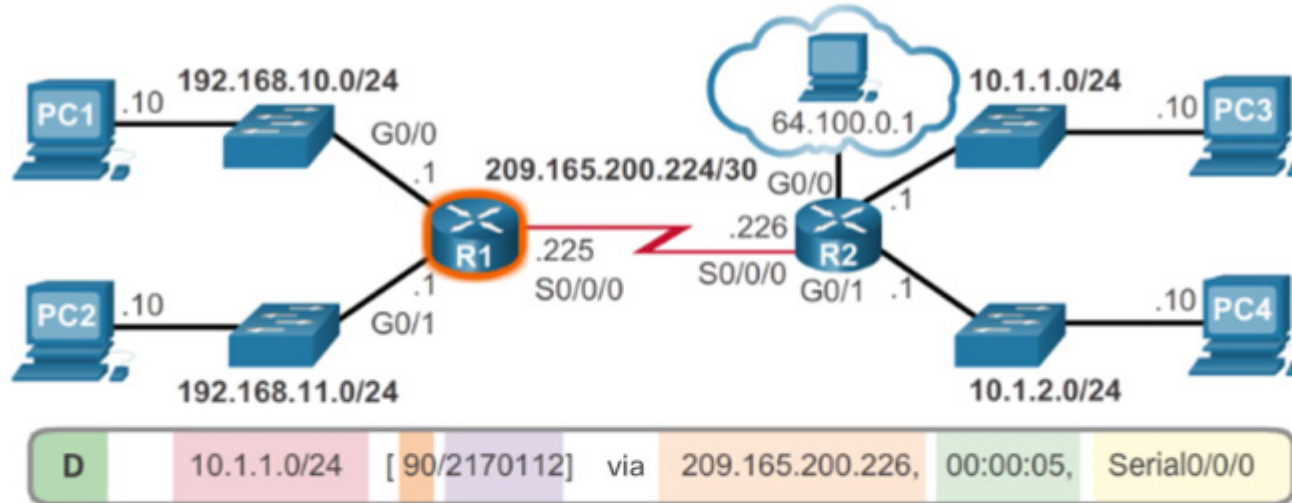 192.168.10.0/24
PC1
.10
G0/0
.1
209.165.200.224/30
64.100.0.1
10.1.1.0/24
.10
PC3
G0/0
.1
R1
.225
S0/0/0
.226
S0/0/0
R2
G0/1
.1
PC2
.10
.1
G0/1
192.168.11.0/24
.10
PC4
10.1.2.0/24
D 10.1.1.0/24 [ 90/2170112] via 209.165.200.226, 00:00:05, Serial0/0/0